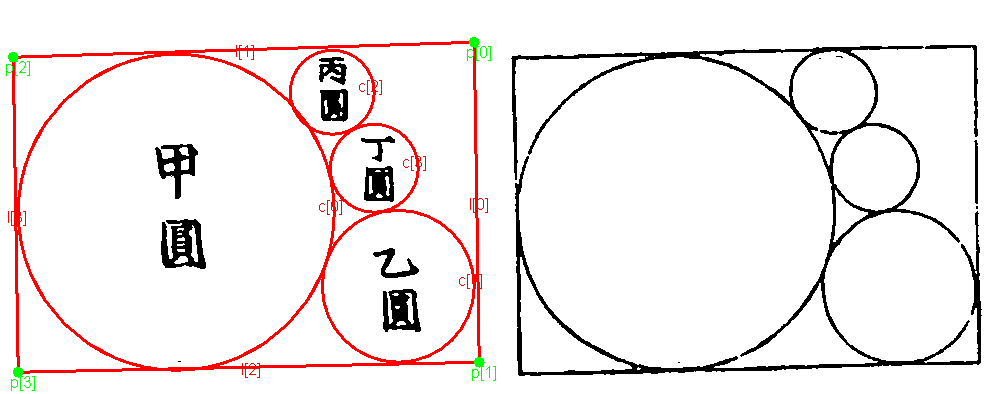 p[0]
l[1]
p[2]
丙圓
c[2]
丁圓
c[3]
甲圓
c[0]
l[0]
l[3]
乙圓
c[1]
l[2]
p[1]
p[3]